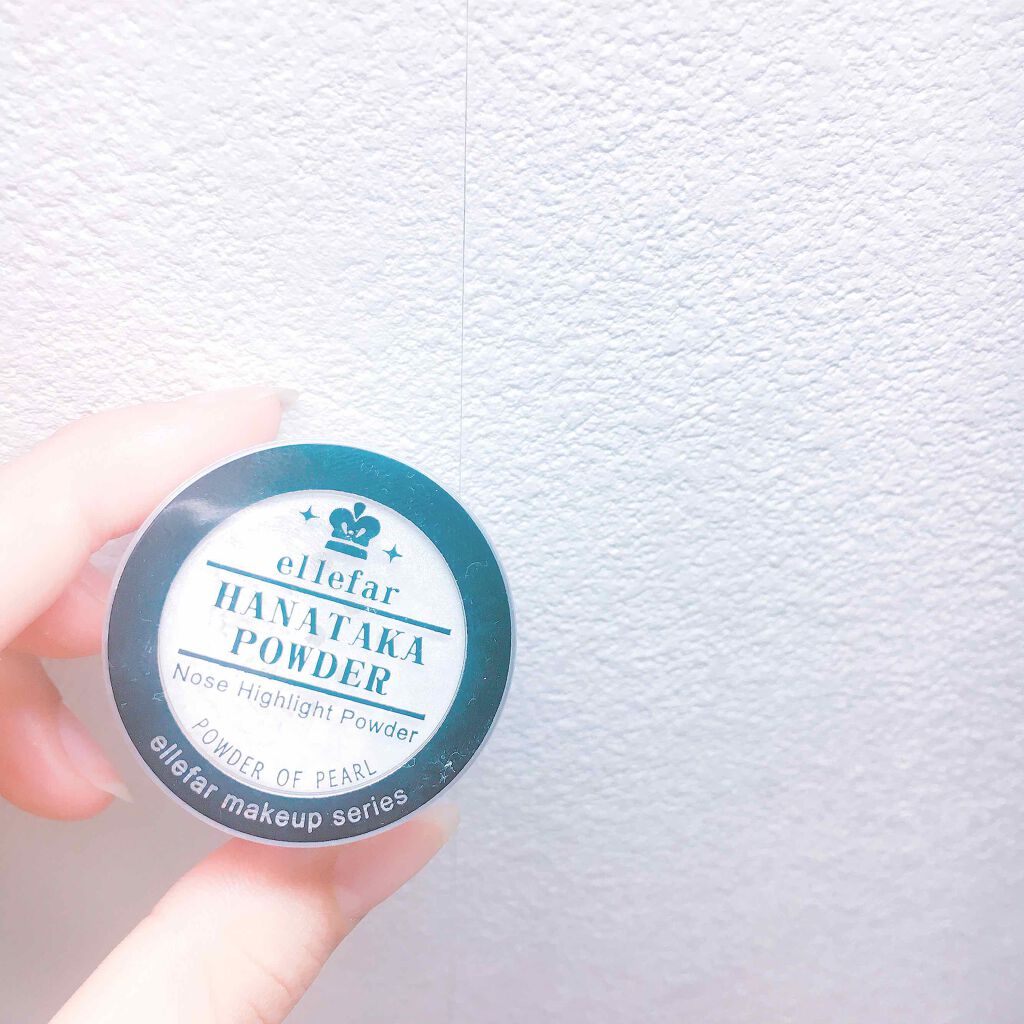 ellefar
HANATAKA
POWDER
Nose Highlight Powder
POWDER OF PEARL
ellefar makeup series